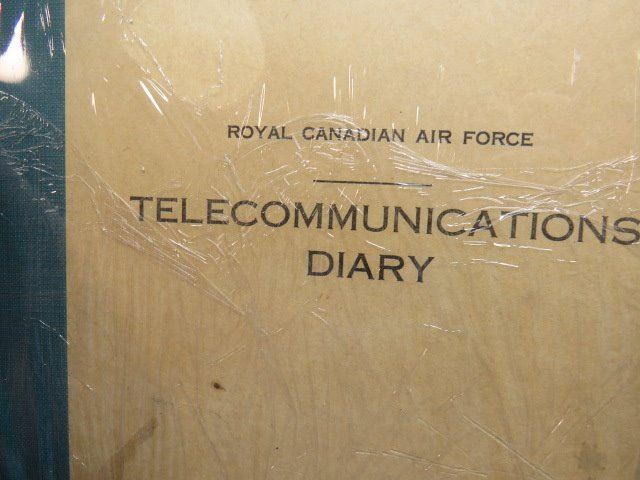 ROYAL CANADIAN AIR FORCE
TELECOMMUNICATIONS
DIARY